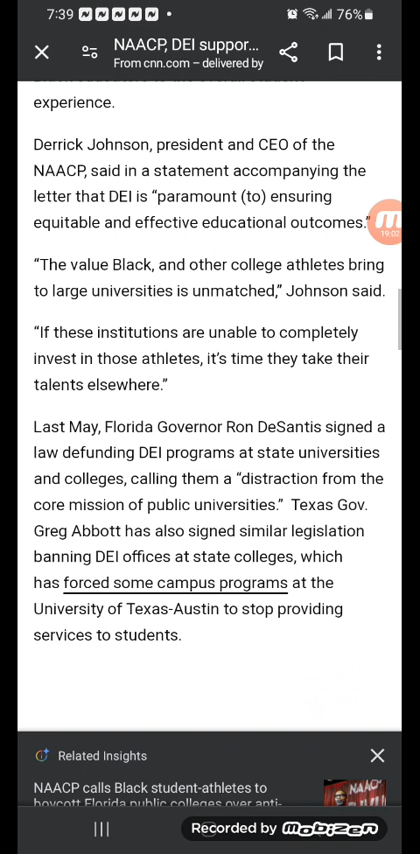 7:39
76%
NAACP, DEI suppor...
From cnn.com – delivered by
experience.
Derrick Johnson, president and CEO of the
NAACP, said in a statement accompanying the
letter that DEI is “paramount (to) ensuring
equitable and effective educational outcomes.”
19:02
“The value Black, and other college athletes bring
to large universities is unmatched,” Johnson said.
“If these institutions are unable to completely
invest in those athletes, it’s time they take their
talents elsewhere.”
Last May, Florida Governor Ron DeSantis signed a
law defunding DEI programs at state universities
and colleges, calling them a “distraction from the
core mission of public universities.” Texas Gov.
Greg Abbott has also signed similar legislation
banning DEI offices at state colleges, which
has forced some campus programs at the
University of Texas-Austin to stop providing
services to students.
Related Insights
NAACP calls Black student-athletes to
boycott Florida public colleges over anti-
NAAC
Recorded by mobizen